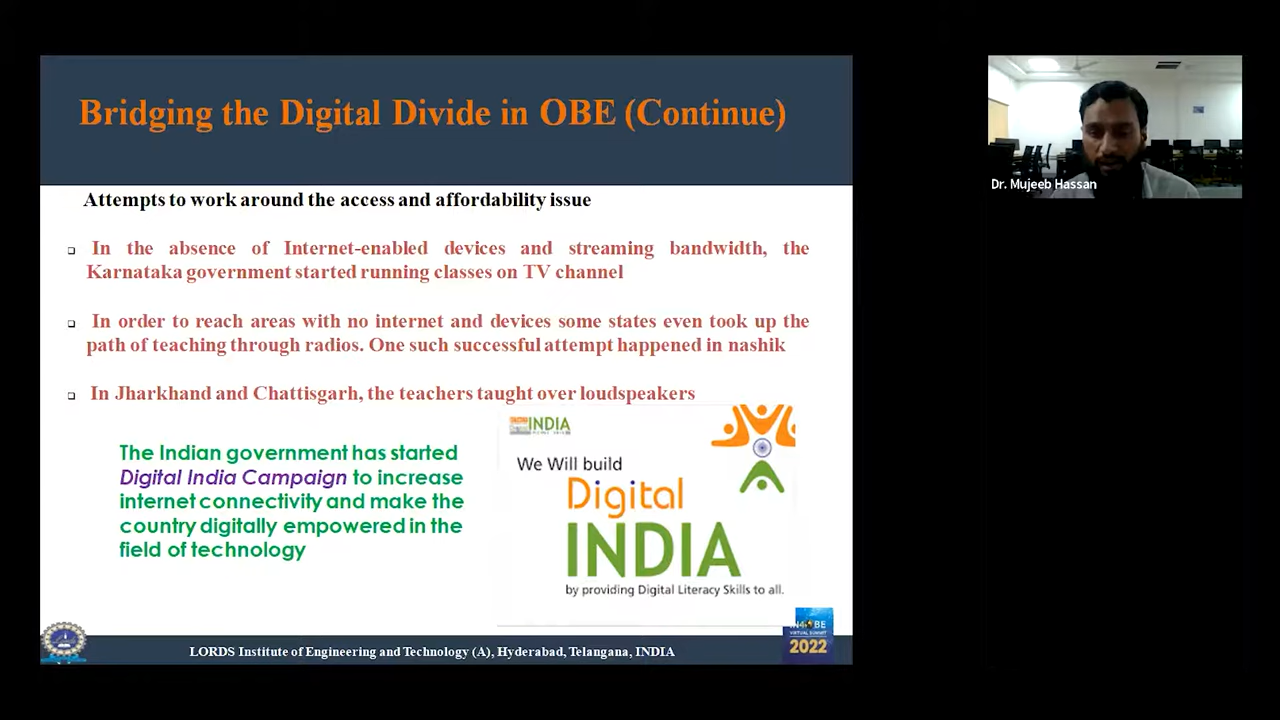 Bridging the Digital Divide in OBE (Continue)
Attempts to work around the access and affordability issue
In the absence of Internet-enabled devices and streaming bandwidth, the
Karnataka government started running classes on TV channel
In order to reach areas with no internet and devices some states even took up the
path of teaching through radios. One such successful attempt happened in nashik
In Jharkhand and Chattisgarh, the teachers taught over loudspeakers
The Indian government has started
Digital India Campaign to increase
internet connectivity and make the
country digitally empowered in the
field of technology
INDIA
We Will build
Digital
INDIA
by providing Digital Literacy Skills to all.
LORDS Institute of Engineering and Technology (A), Hyderabad, Telangana, INDIA
IN4OBE
VIRTUAL SUMMIT
2022
Dr. Mujeeb Hassan